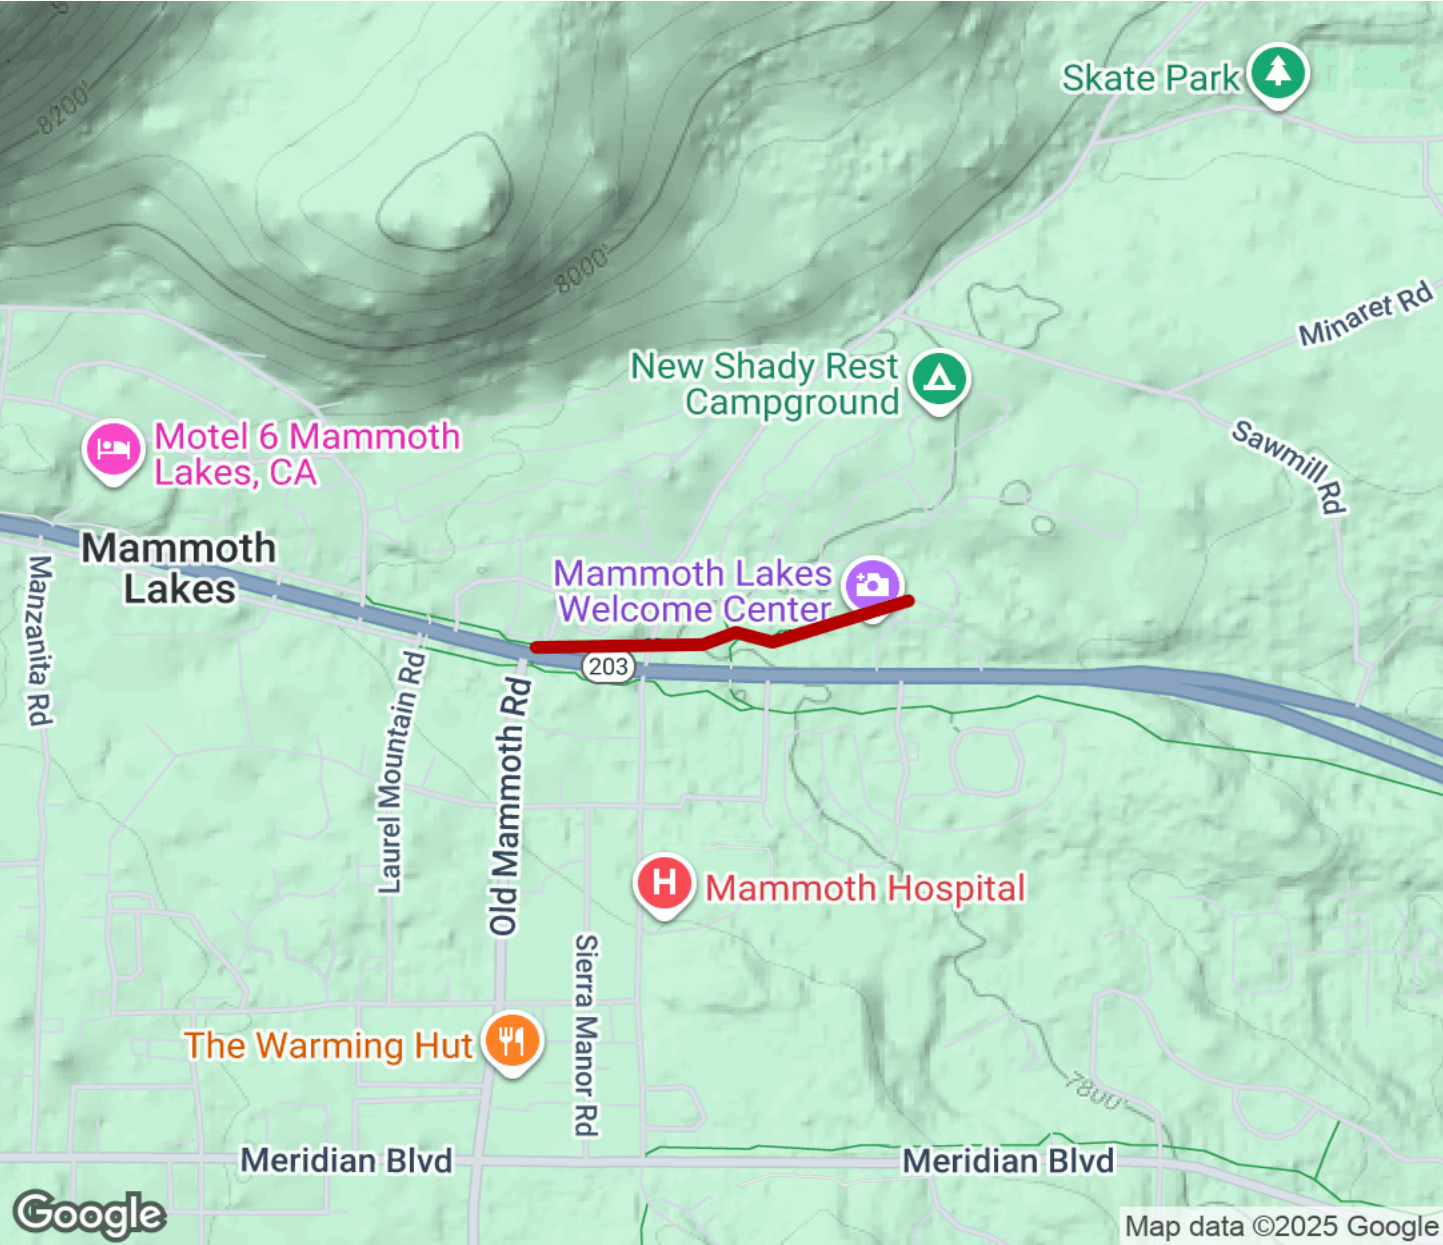 8200'
Skate Park
8000'
Minaret Rd
New Shady Rest
Campground
Motel 6 Mammoth
Lakes, CA
Sawmill Rd
Mammoth
Lakes
Mammoth Lakes
Welcome Center
Manzanita Rd
203
Laurel Mountain Rd
Old Mammoth Rd
Mammoth Hospital
Sierra Manor Rd
The Warming Hut
7800'
Meridian Blvd
Meridian Blvd
Google
Map data ©2025 Google